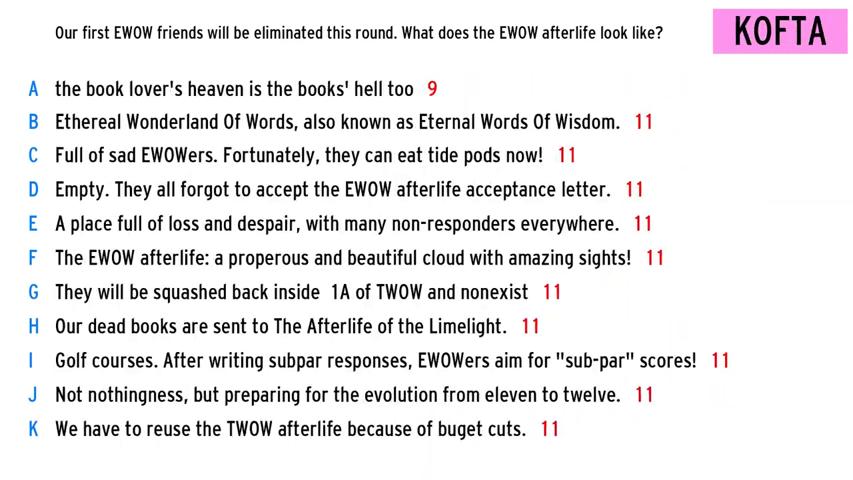 Our first EWOW friends will be eliminated this round. What does the EWOW afterlife look like?
KOFTA
A the book lover's heaven is the books' hell too 9
B Ethereal Wonderland Of Words, also known as Eternal Words Of Wisdom. 11
C Full of sad EWOWers. Fortunately, they can eat tide pods now! 11
D Empty. They all forgot to accept the EWOW afterlife acceptance letter. 11
E A place full of loss and despair, with many non-responders everywhere. 11
F The EWOW afterlife: a properous and beautiful cloud with amazing sights! 11
G They will be squashed back inside 1A of TWOW and nonexist 11
H Our dead books are sent to The Afterlife of the Limelight. 11
I Golf courses. After writing subpar responses, EWOWers aim for "sub-par" scores! 11
J Not nothingness, but preparing for the evolution from eleven to twelve. 11
K We have to reuse the TWOW afterlife because of buget cuts. 11